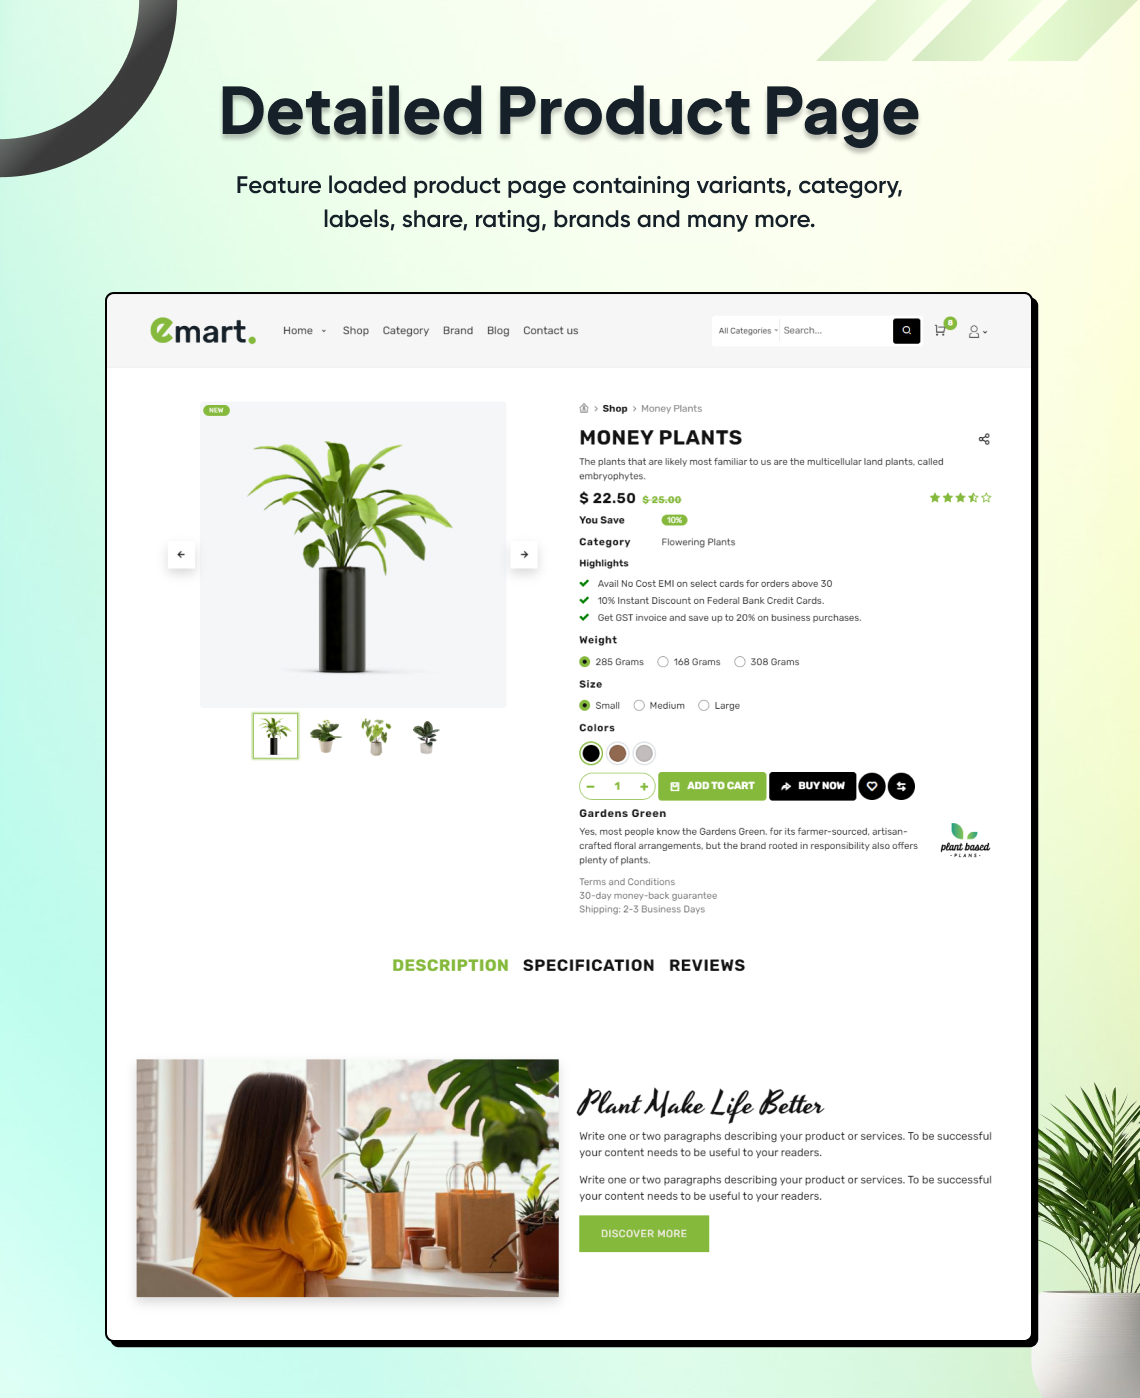 Detailed Product Page
Feature loaded product page containing variants, category,
labels, share, rating, brands and many more.
emart.
Home Shop Category Brand Blog Contact us
All Categories Search...
8
NEW
Shop > Money Plants
MONEY PLANTS
The plants that are likely most familiar to us are the multicellular land plants, called
embryophytes.
$ 22.50 $ 25.00
You Save 10%
Category Flowering Plants
Highlights
Avail No Cost EMI on select cards for orders above 30
10% Instant Discount on Federal Bank Credit Cards.
Get GST invoice and save up to 20% on business purchases.
Weight
285 Grams 168 Grams 308 Grams
Size
Small Medium Large
Colors
− 1 + ADD TO CART BUY NOW
Gardens Green
Yes, most people know the Gardens Green. for its farmer-sourced, artisan-
crafted floral arrangements, but the brand rooted in responsibility also offers
plenty of plants.
plant based
• PLANS •
Terms and Conditions
30-day money-back guarantee
Shipping: 2-3 Business Days
DESCRIPTION SPECIFICATION REVIEWS
Plant Make Life Better
Write one or two paragraphs describing your product or services. To be successful
your content needs to be useful to your readers.
Write one or two paragraphs describing your product or services. To be successful
your content needs to be useful to your readers.
DISCOVER MORE